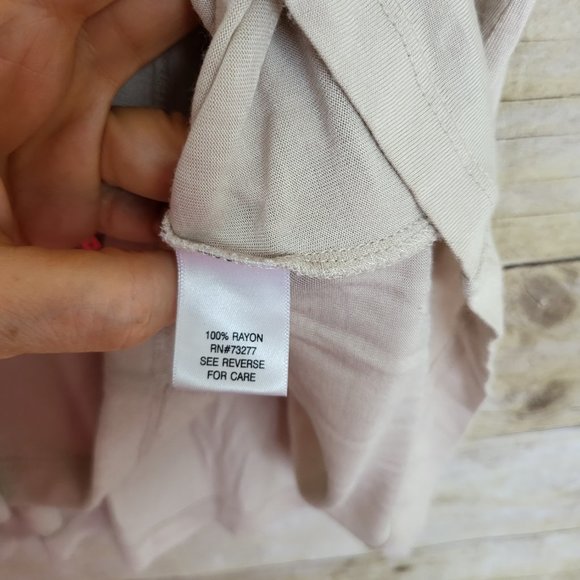 100% RAYON
RN#73277
SEE REVERSE
FOR CARE